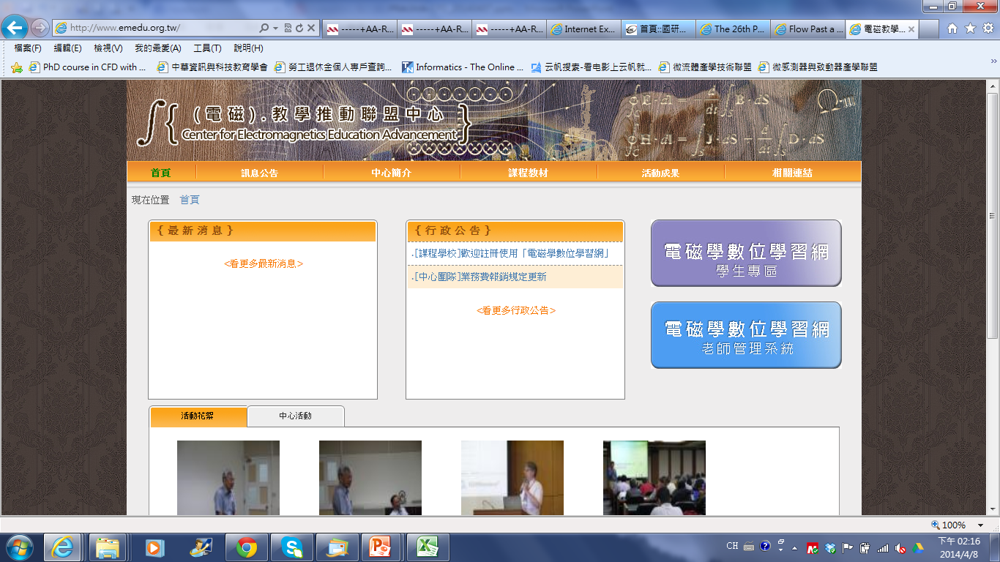 http://www.emedu.org.tw/
-----+AA-R...
-----+AA-R...
-----+AA-R...
Internet Ex...
首頁::國研...
The 26th P...
Flow Past a ...
電磁教學...
檔案(F) 編輯(E) 檢視(V) 我的最愛(A) 工具(T) 說明(H)
PhD course in CFD with ...
中華資訊與科技教育學會
勞工退休金個人專戶查詢...
Informatics - The Online ...
云帆搜索-看电影上云帆就...
微流體產學技術聯盟
微感測器與致動器產學聯盟
∫{ (電磁).教學推動聯盟中心 }
Center for Electromagnetics Education Advancement
首頁 訊息公告 中心簡介 課程教材 活動成果 相關連結
現在位置 首頁
{最新消息}
<看更多最新消息>
{行政公告}
.[課程學校]歡迎註冊使用「電磁學數位學習網」
.[中心團隊]業務費報銷規定更新
<看更多行政公告>
電磁學數位學習網
學生專區
電磁學數位學習網
老師管理系統
活動花絮 中心活動
100%
CH
下午 02:16
2014/4/8